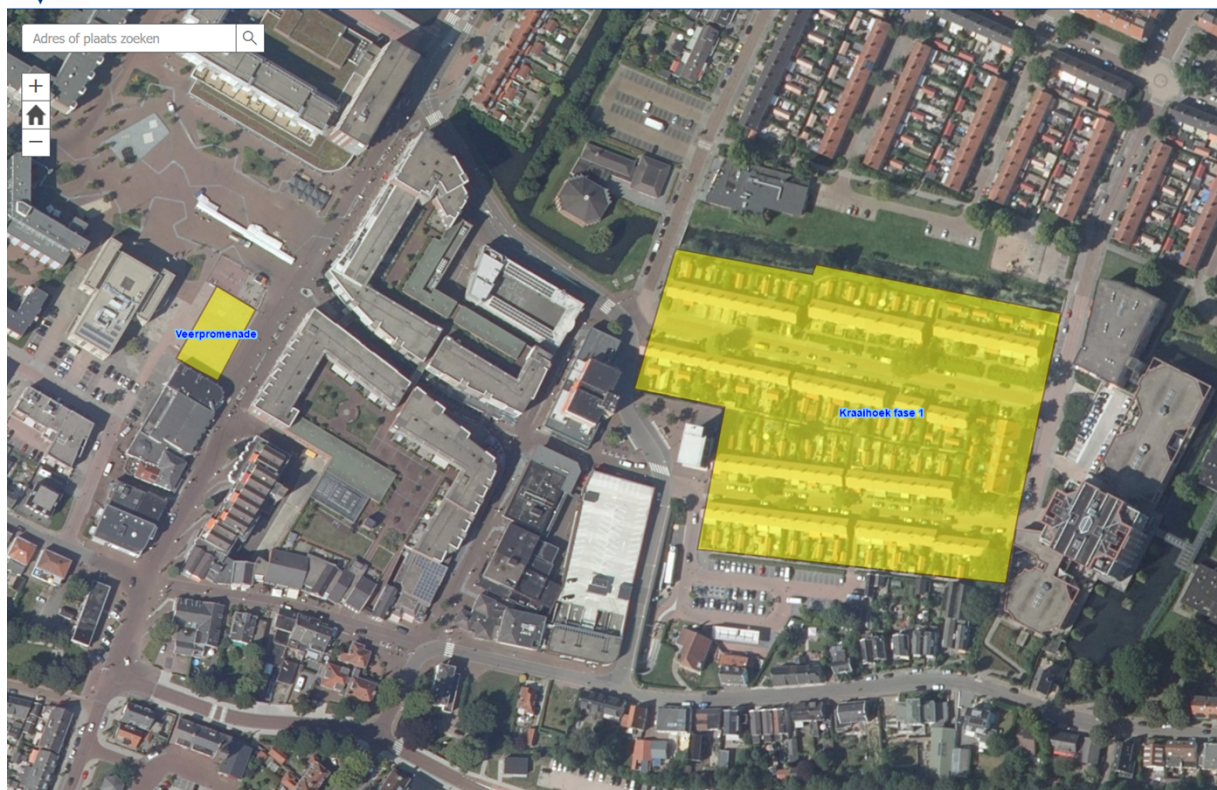 Adres of plaats zoeken
+
−
Veerpromenade
Kraaihoek fase 1